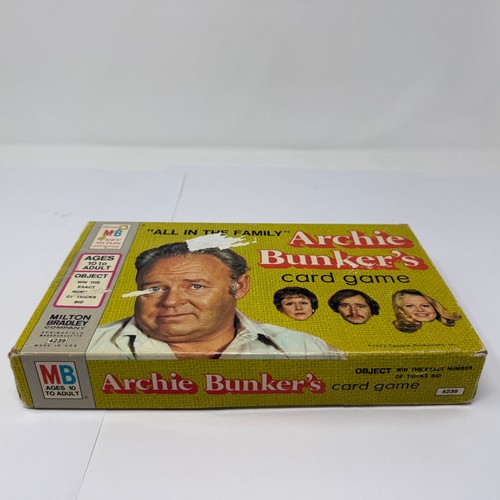 MB
"ALL IN THE FAMILY"
Archie
Bunker's
card game
AGES
10 to
ADULT
OBJECT
WIN THE
EXACT
OF TRICKS
BID
MILTON
BRADLEY
COMPANY
SPRINGFIELD
MASSACHUSETTS
4239
MADE IN USA
MB
AGES 10
TO ADULT
Archie Bunker's card game
OBJECT WIN THE EXACT NUMBER
OF TRICKS BID
4239